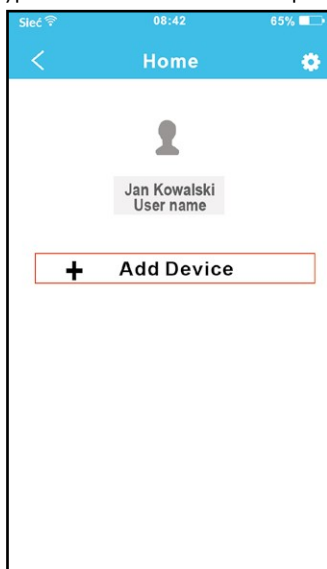 Sieć 08:42 65%
Home
Jan Kowalski
User name
+ Add Device